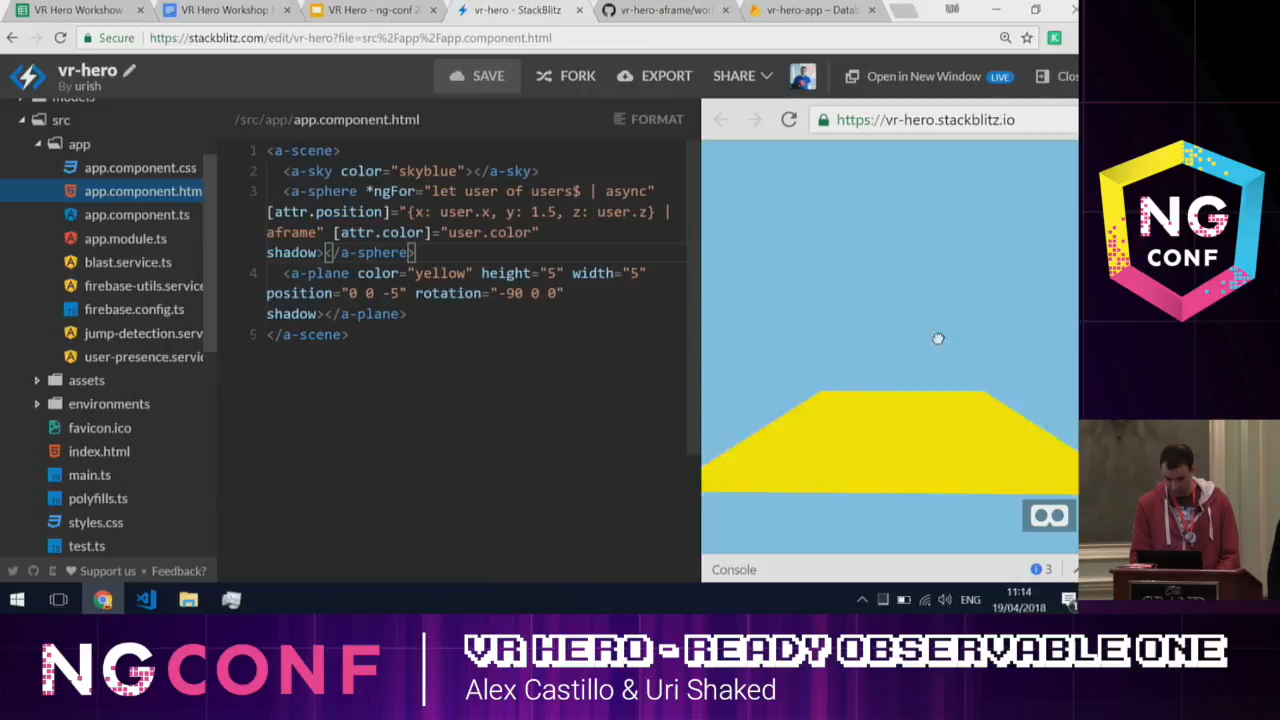 VR Hero Workshop
VR Hero Workshop
VR Hero - ng-conf 2
vr-hero - StackBlitz
vr-hero-aframe/wor
vr-hero-app – Datab
Secure
https://stackblitz.com/edit/vr-hero?file=src%2Fapp%2Fapp.component.html
K
vr-hero
By urish
SAVE
FORK
EXPORT
SHARE
Open in New Window
LIVE
Clos
models
src
app
app.component.css
app.component.htm
app.component.ts
app.module.ts
blast.service.ts
firebase-utils.service
firebase.config.ts
jump-detection.serv
user-presence.servic
assets
environments
favicon.ico
index.html
main.ts
polyfills.ts
styles.css
test.ts
Support us • Feedback?
/src/app/app.component.html
FORMAT
1 <a-scene>
2 <a-sky color="skyblue"></a-sky>
3 <a-sphere *ngFor="let user of users$ | async"
[attr.position]="{x: user.x, y: 1.5, z: user.z} |
aframe" [attr.color]="user.color"
shadow></a-sphere>
4 <a-plane color="yellow" height="5" width="5"
position="0 0 -5" rotation="-90 0 0"
shadow></a-plane>
5 </a-scene>
https://vr-hero.stackblitz.io
Console
3
ENG
11:14
19/04/2018
NG
CONF
NGCONF
VR HERO - READY OBSERVABLE ONE
Alex Castillo & Uri Shaked